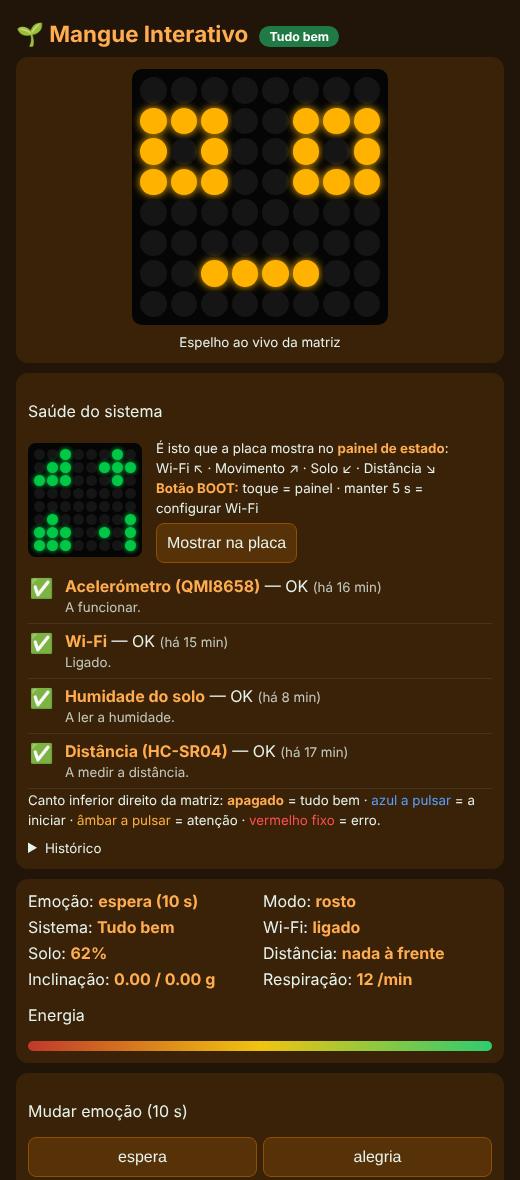 🌱 Mangue Interativo Tudo bem
Espelho ao vivo da matriz
Saúde do sistema
É isto que a placa mostra no painel de estado:
Wi-Fi ↖ · Movimento ↗ · Solo ↙ · Distância ↘
Botão BOOT: toque = painel · manter 5 s =
configurar Wi-Fi
Mostrar na placa
✅ Acelerómetro (QMI8658) — OK (há 16 min)
A funcionar.
✅ Wi-Fi — OK (há 15 min)
Ligado.
✅ Humidade do solo — OK (há 8 min)
A ler a humidade.
✅ Distância (HC-SR04) — OK (há 17 min)
A medir a distância.
Canto inferior direito da matriz: apagado = tudo bem · azul a pulsar = a
iniciar · âmbar a pulsar = atenção · vermelho fixo = erro.
▶ Histórico
Emoção: espera (10 s) Modo: rosto
Sistema: Tudo bem Wi-Fi: ligado
Solo: 62% Distância: nada à frente
Inclinação: 0.00 / 0.00 g Respiração: 12 /min
Energia
Mudar emoção (10 s)
espera alegria